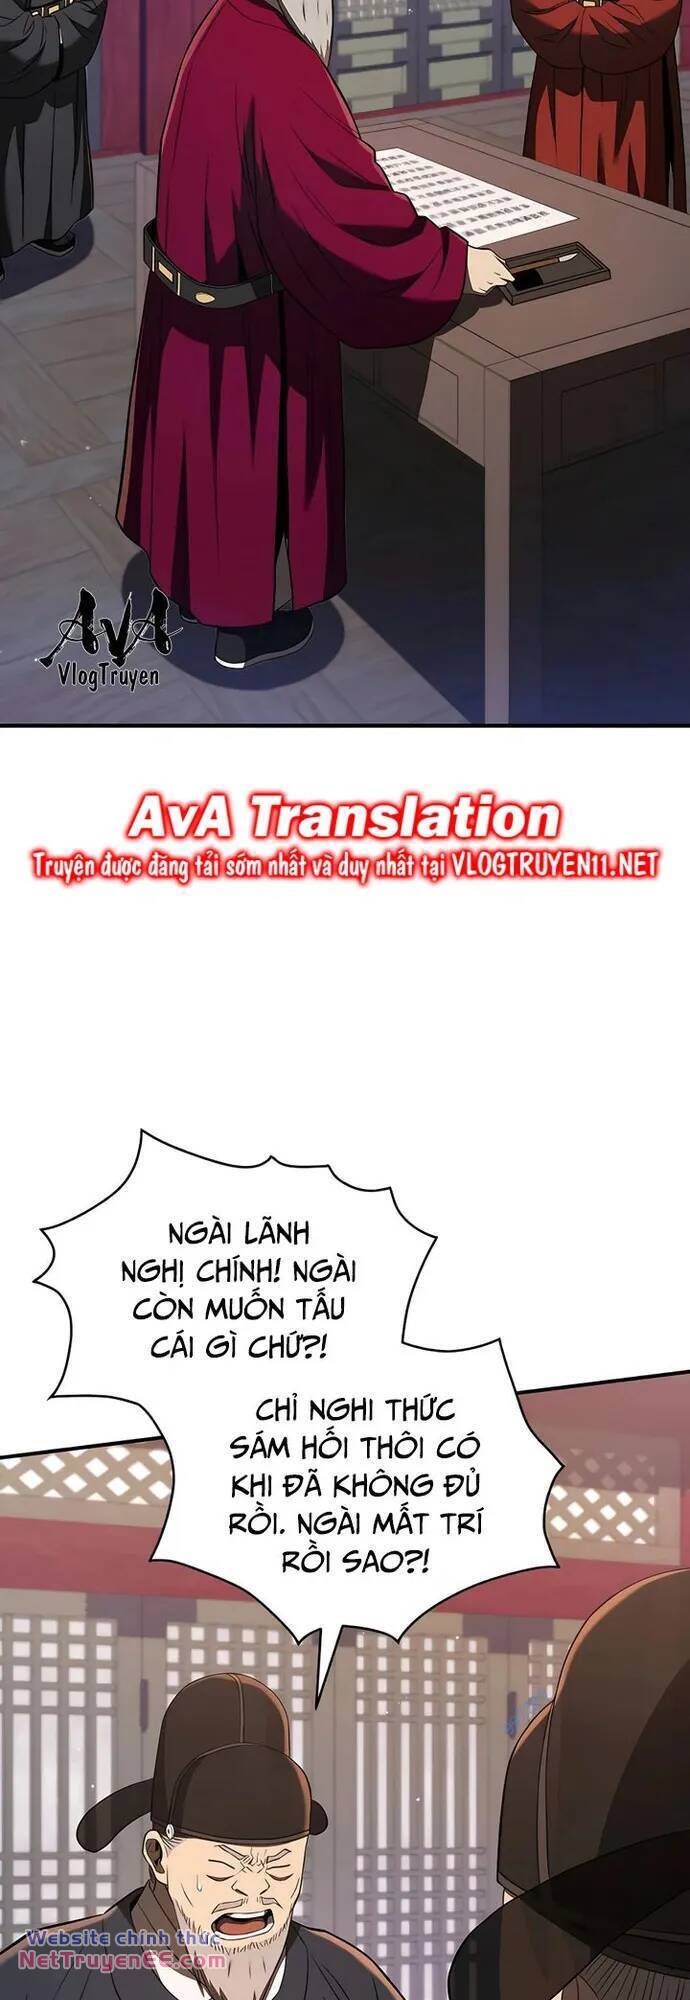 AvA
VlogTruyen
AvA Translation
Truyện được đăng tải sớm nhất và duy nhất tại VLOGTRUYEN11.NET
NGÀI LÃNH
NGHỊ CHÍNH! NGÀI
CÒN MUỐN TẤU
CÁI GÌ CHỨ?!
CHỈ NGHI THỨC
SÁM HỐI THÔI CÓ
KHI ĐÃ KHÔNG ĐỦ
RỒI. NGÀI MẤT TRÍ
RỒI SAO?!
Website chính thức
NetTruyenEE.com